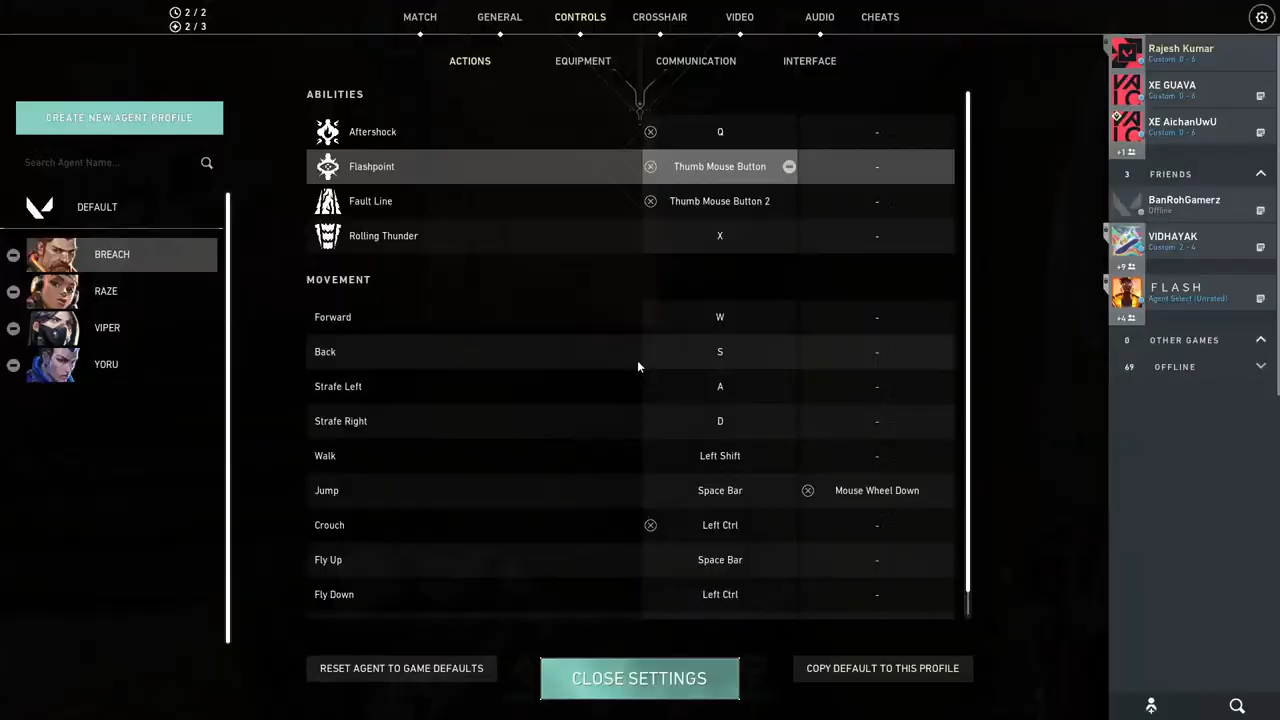 2 / 2
2 / 3
MATCH
GENERAL
CONTROLS
CROSSHAIR
VIDEO
AUDIO
CHEATS
ACTIONS
EQUIPMENT
COMMUNICATION
INTERFACE
CREATE NEW AGENT PROFILE
Search Agent Name...
DEFAULT
BREACH
RAZE
VIPER
YORU
ABILITIES
Aftershock Q -
Flashpoint Thumb Mouse Button -
Fault Line Thumb Mouse Button 2 -
Rolling Thunder X -
MOVEMENT
Forward W -
Back S -
Strafe Left A -
Strafe Right D -
Walk Left Shift -
Jump Space Bar Mouse Wheel Down
Crouch Left Ctrl -
Fly Up Space Bar -
Fly Down Left Ctrl -
RESET AGENT TO GAME DEFAULTS
CLOSE SETTINGS
COPY DEFAULT TO THIS PROFILE
Rajesh Kumar
Custom 0 - 6
XE GUAVA
Custom 0 - 6
XE AichanUwU
Custom 0 - 6
+1
3 FRIENDS
BanRohGamerz
Offline
VIDHAYAK
Custom 2 - 4
+9
F L A S H
Agent Select (Unrated)
+4
0 OTHER GAMES
69 OFFLINE